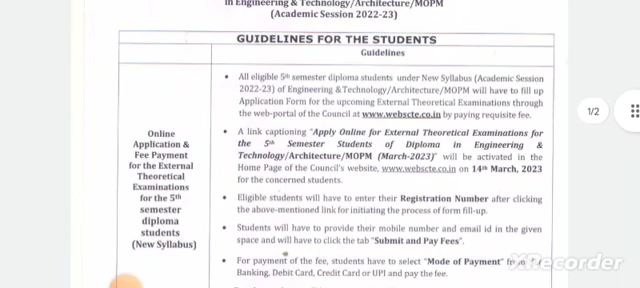 in Engineering & Technology/Architecture/MOPM
(Academic Session 2022-23)
GUIDELINES FOR THE STUDENTS
Guidelines
Online
Application &
Fee Payment
for the External
Theoretical
Examinations
for the 5th
semester
diploma
students
(New Syllabus)
• All eligible 5th semester diploma students under New Syllabus (Academic Session
2022-23) of Engineering &Technology/Architecture/MOPM will have to fill up
Application Form for the upcoming External Theoretical Examinations through
the web-portal of the Council at www.webscte.co.in by paying requisite fee.
• A link captioning "Apply Online for External Theoretical Examinations for
the 5th Semester Students of Diploma in Engineering &
Technology/Architecture/MOPM (March-2023)" will be activated in the
Home Page of the Council's website, www.webscte.co.in on 14th March, 2023
for the concerned students.
• Eligible students will have to enter their Registration Number after clicking
the above-mentioned link for initiating the process of form fill-up.
• Students will have to provide their mobile number and email id in the given
space and will have to click the tab "Submit and Pay Fees".
• For payment of the fee, students have to select "Mode of Payment"
Banking, Debit Card, Credit Card or UPI and pay the fee.
1/2
XRecorder